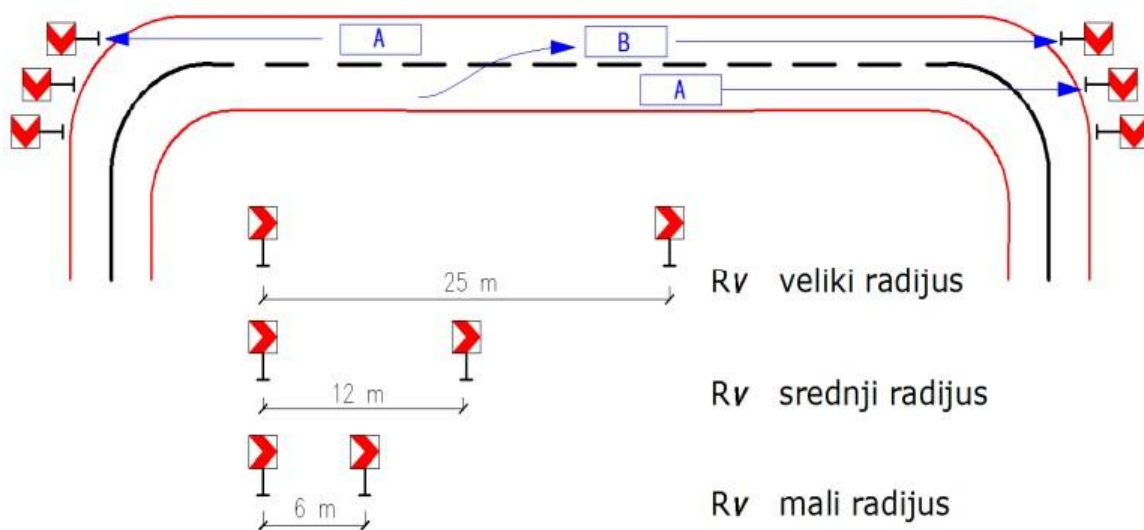 A
B
A
25 m
Rv veliki radijus
12 m
Rv srednji radijus
6 m
Rv mali radijus